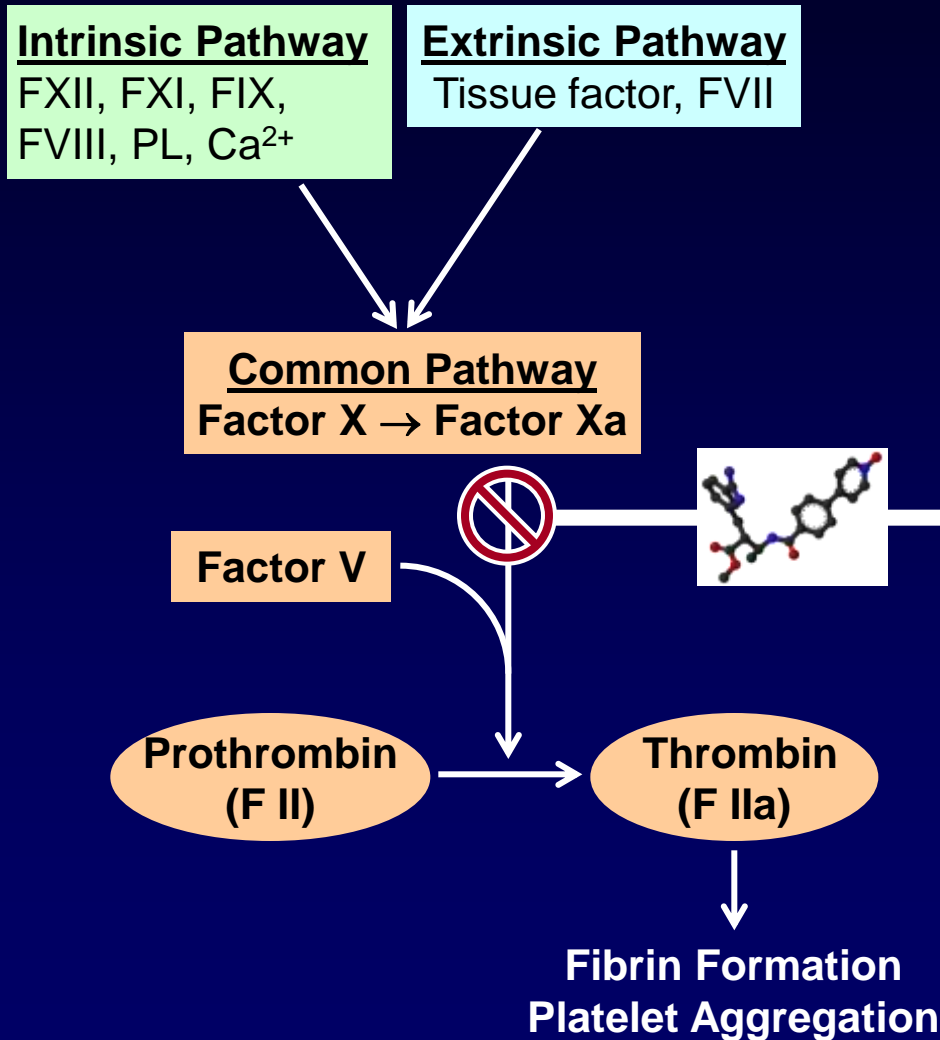 Intrinsic Pathway
FXII, FXI, FIX,
FVIII, PL, Ca²⁺
Extrinsic Pathway
Tissue factor, FVII
Common Pathway
Factor X → Factor Xa
Factor V
Prothrombin
(F II)
Thrombin
(F IIa)
Fibrin Formation
Platelet Aggregation